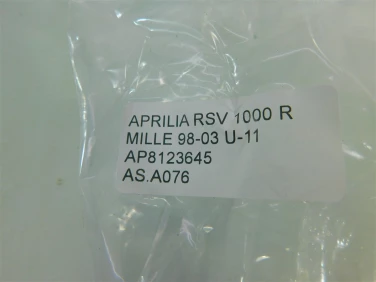 APRILIA RSV 1000 R
MILLE 98-03 U-11
AP8123645
AS.A076